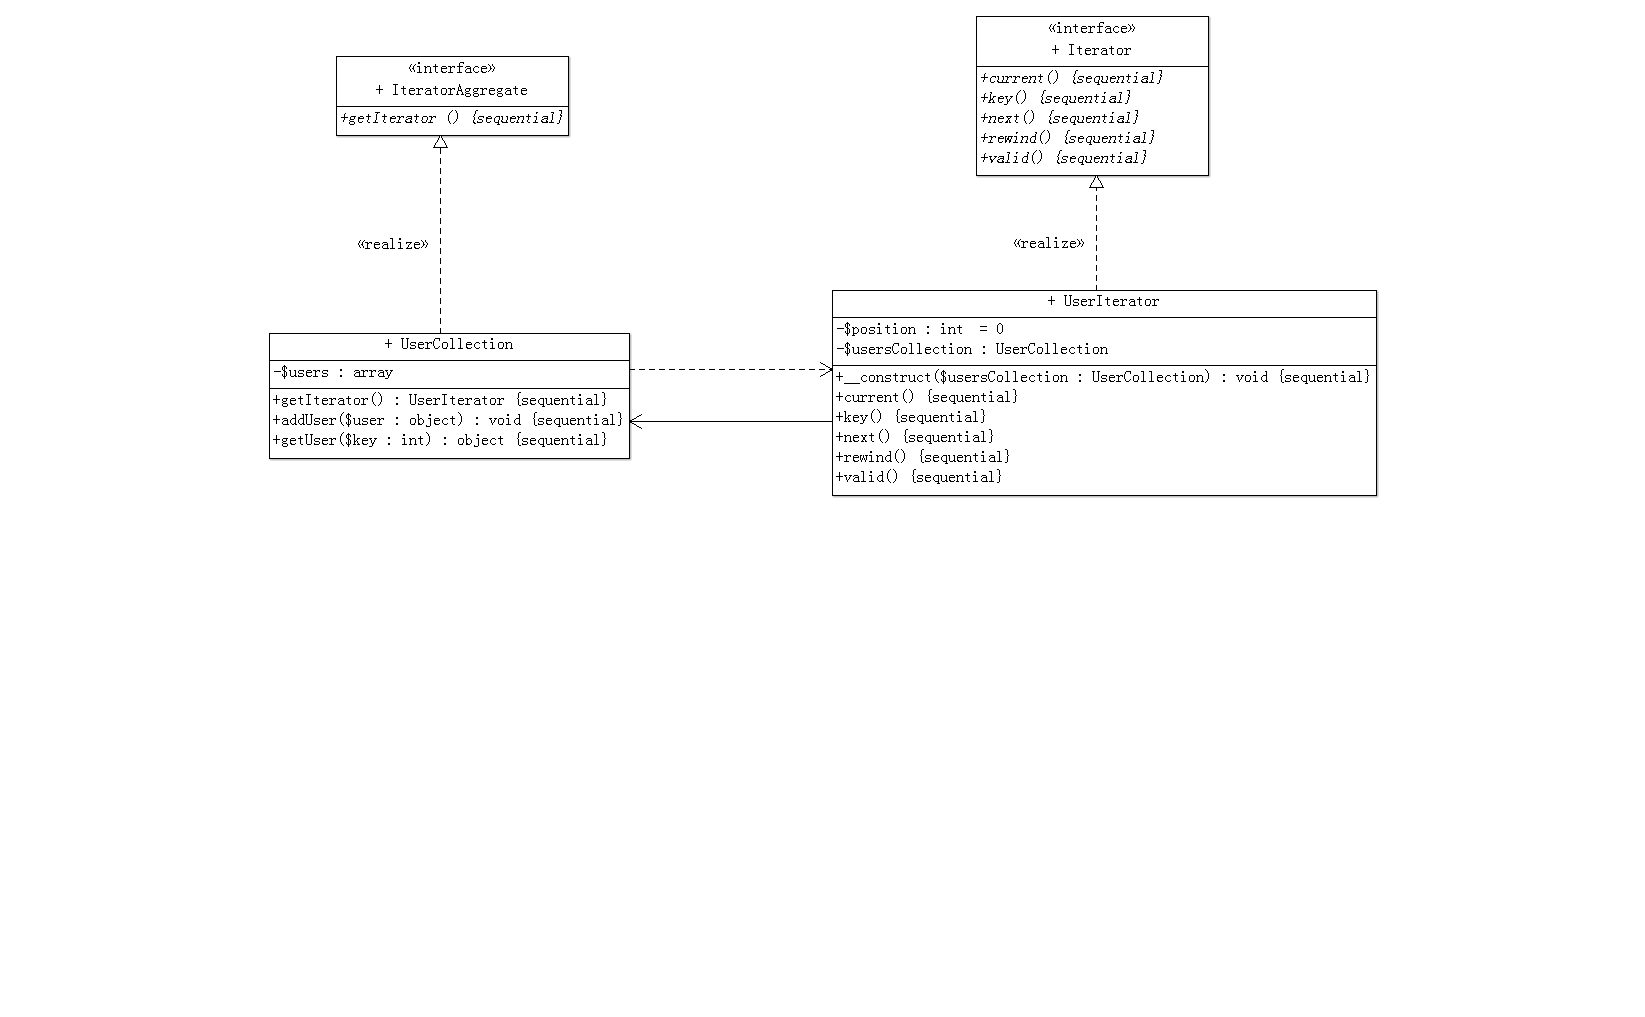 «interface»
+ IteratorAggregate
+getIterator () {sequential}
«interface»
+ Iterator
+current() {sequential}
+key() {sequential}
+next() {sequential}
+rewind() {sequential}
+valid() {sequential}
«realize»
«realize»
+ UserCollection
-$users : array
+getIterator() : UserIterator {sequential}
+addUser($user : object) : void {sequential}
+getUser($key : int) : object {sequential}
+ UserIterator
-$position : int  = 0
-$usersCollection : UserCollection
+__construct($usersCollection : UserCollection) : void {sequential}
+current() {sequential}
+key() {sequential}
+next() {sequential}
+rewind() {sequential}
+valid() {sequential}